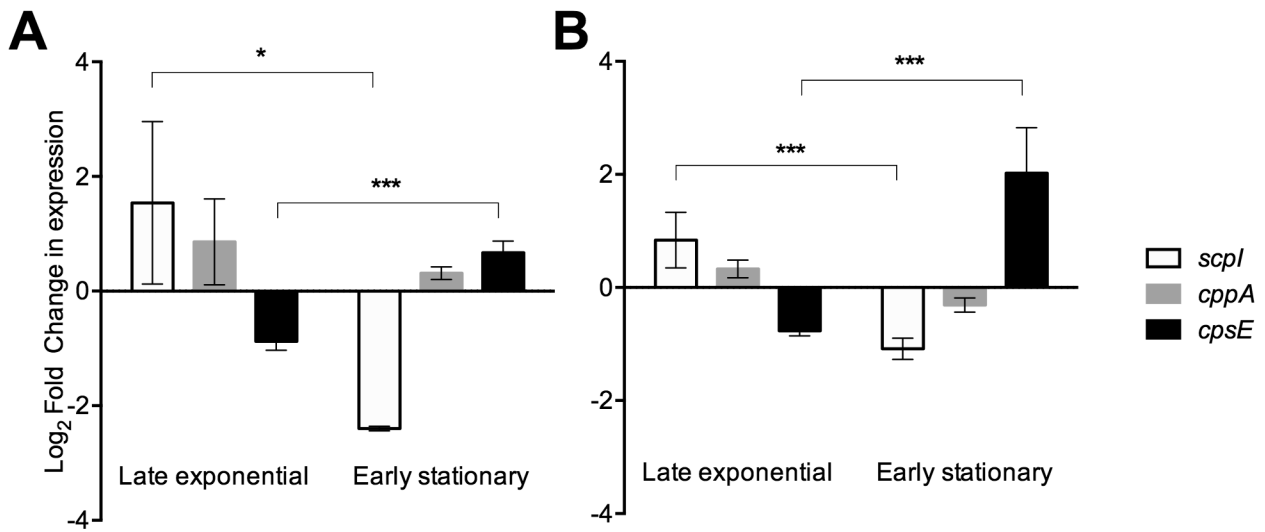 A
B
4
2
0
-2
-4
Log2 Fold Change in expression
*
***
Late exponential
Early stationary
4
2
0
-2
-4
***
***
Late exponential
Early stationary
scpI
cppA
cpsE